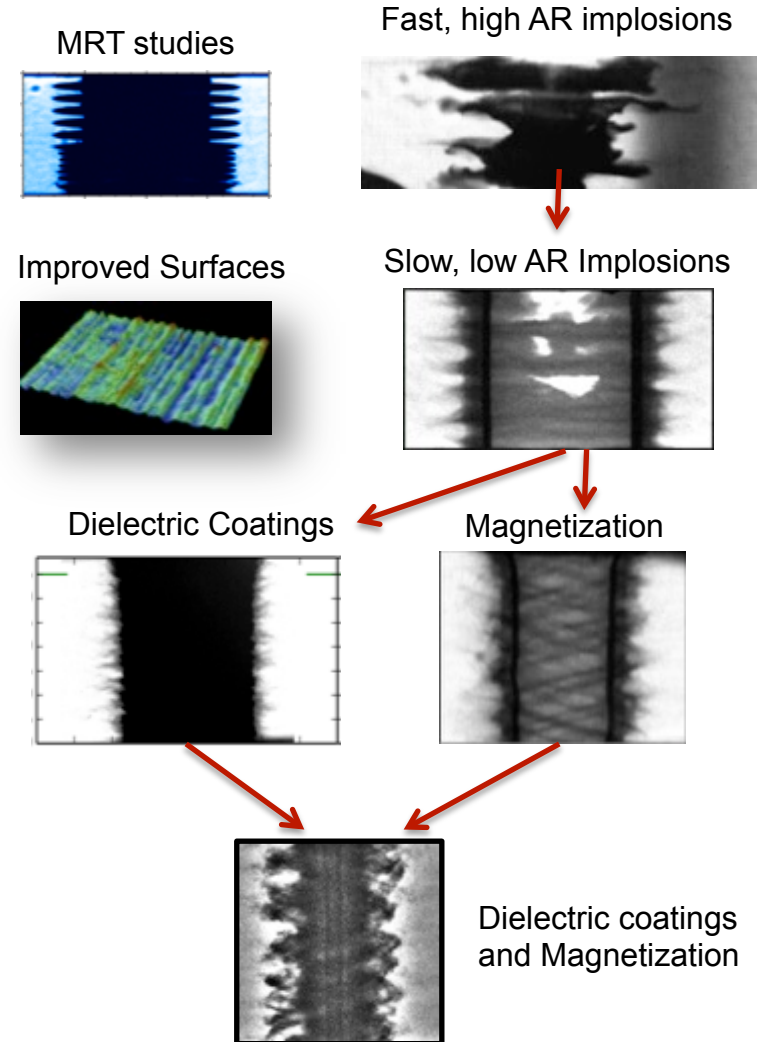 MRT studies
Fast, high AR implosions
Improved Surfaces
Slow, low AR Implosions
Dielectric Coatings
Magnetization
Dielectric coatings
and Magnetization